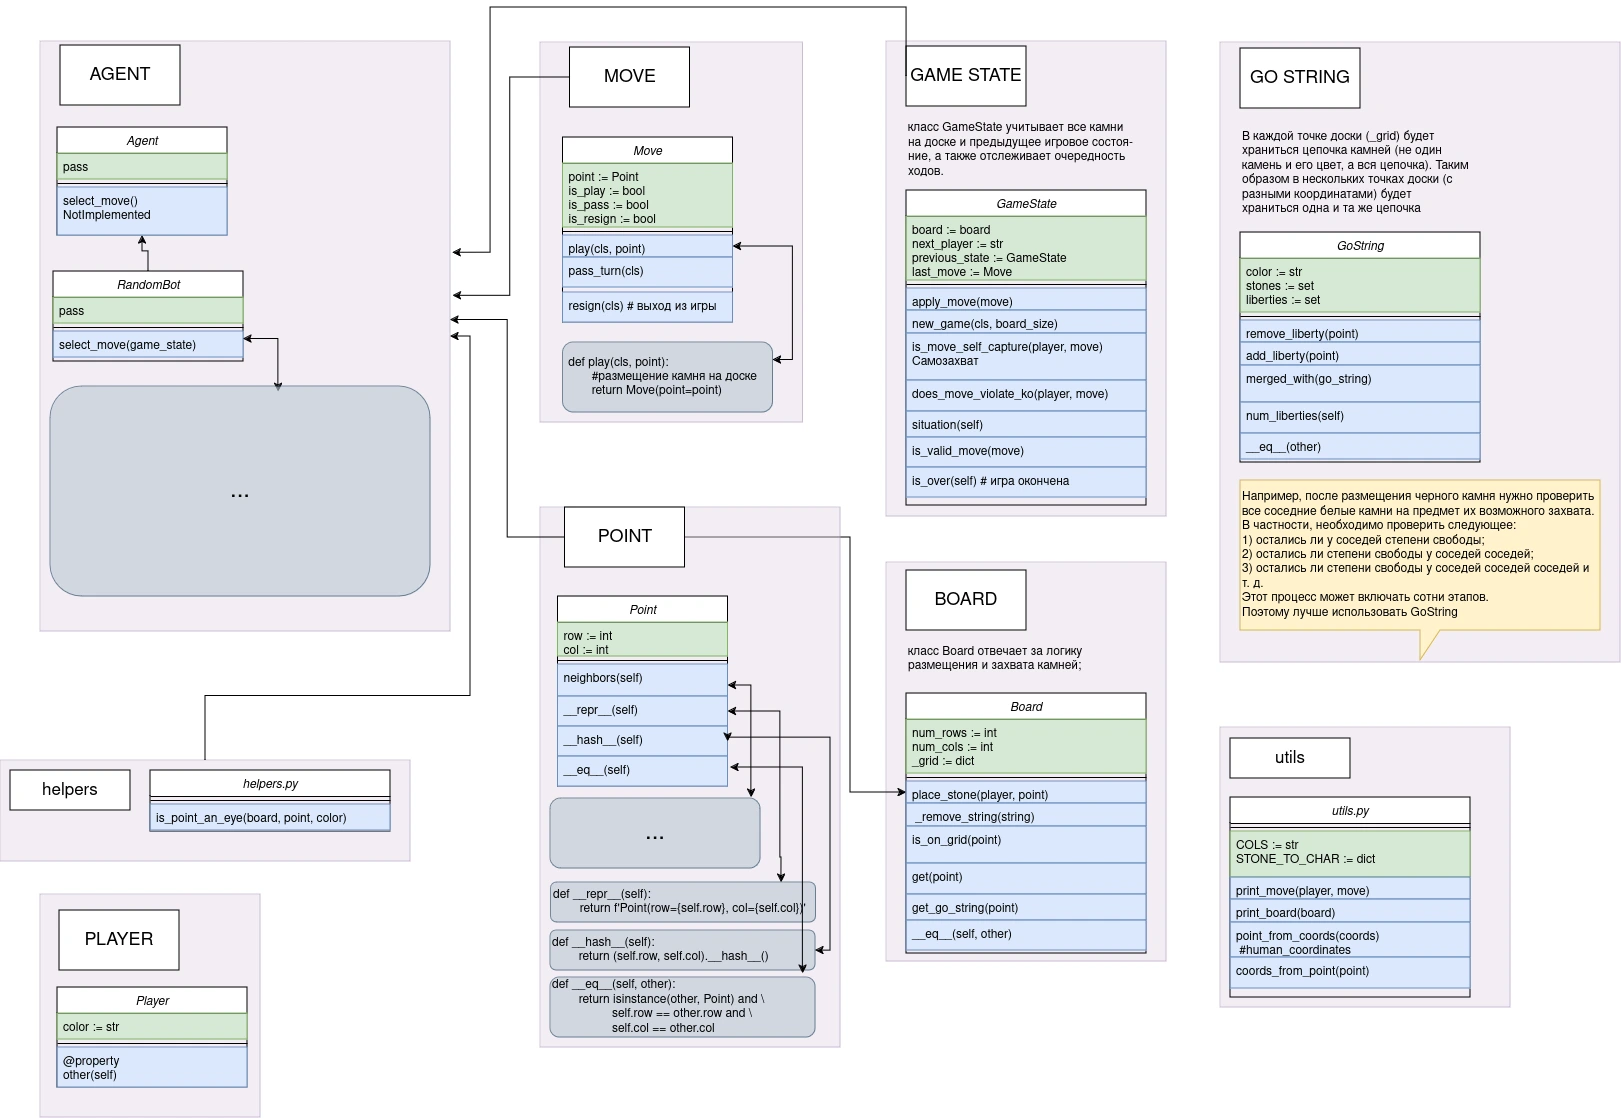 AGENT
Agent
pass
select_move()
NotImplemented
RandomBot
pass
select_move(game_state)
...
MOVE
Move
point := Point
is_play := bool
is_pass := bool
is_resign := bool
play(cls, point)
pass_turn(cls)
resign(cls) # выход из игры
def play(cls, point):
#размещение камня на доске
return Move(point=point)
GAME STATE
класс GameState учитывает все камни
на доске и предыдущее игровое состоя-
ние, а также отслеживает очередность
ходов.
GameState
board := board
next_player := str
previous_state := GameState
last_move := Move
apply_move(move)
new_game(cls, board_size)
is_move_self_capture(player, move)
Самозахват
does_move_violate_ko(player, move)
situation(self)
is_valid_move(move)
is_over(self) # игра окончена
GO STRING
В каждой точке доски (_grid) будет
храниться цепочка камней (не один
камень и его цвет, а вся цепочка). Таким
образом в нескольких точках доски (с
разными координатами) будет
храниться одна и та же цепочка
GoString
color := str
stones := set
liberties := set
remove_liberty(point)
add_liberty(point)
merged_with(go_string)
num_liberties(self)
__eq__(other)
Например, после размещения черного камня нужно проверить
все соседние белые камни на предмет их возможного захвата.
В частности, необходимо проверить следующее:
1) остались ли у соседей степени свободы;
2) остались ли степени свободы у соседей соседей;
3) остались ли степени свободы у соседей соседей соседей и
т. д.
Этот процесс может включать сотни этапов.
Поэтому лучше использовать GoString
POINT
Point
row := int
col := int
neighbors(self)
__repr__(self)
__hash__(self)
__eq__(self)
...
def __repr__(self):
return f'Point(row={self.row}, col={self.col})'
def __hash__(self):
return (self.row, self.col).__hash__()
def __eq__(self, other):
return isinstance(other, Point) and \
self.row == other.row and \
self.col == other.col
BOARD
класс Board отвечает за логику
размещения и захвата камней;
Board
num_rows := int
num_cols := int
_grid := dict
place_stone(player, point)
_remove_string(string)
is_on_grid(point)
get(point)
get_go_string(point)
__eq__(self, other)
helpers
helpers.py
is_point_an_eye(board, point, color)
PLAYER
Player
color := str
@property
other(self)
utils
utils.py
COLS := str
STONE_TO_CHAR := dict
print_move(player, move)
print_board(board)
point_from_coords(coords)
#human_coordinates
coords_from_point(point)